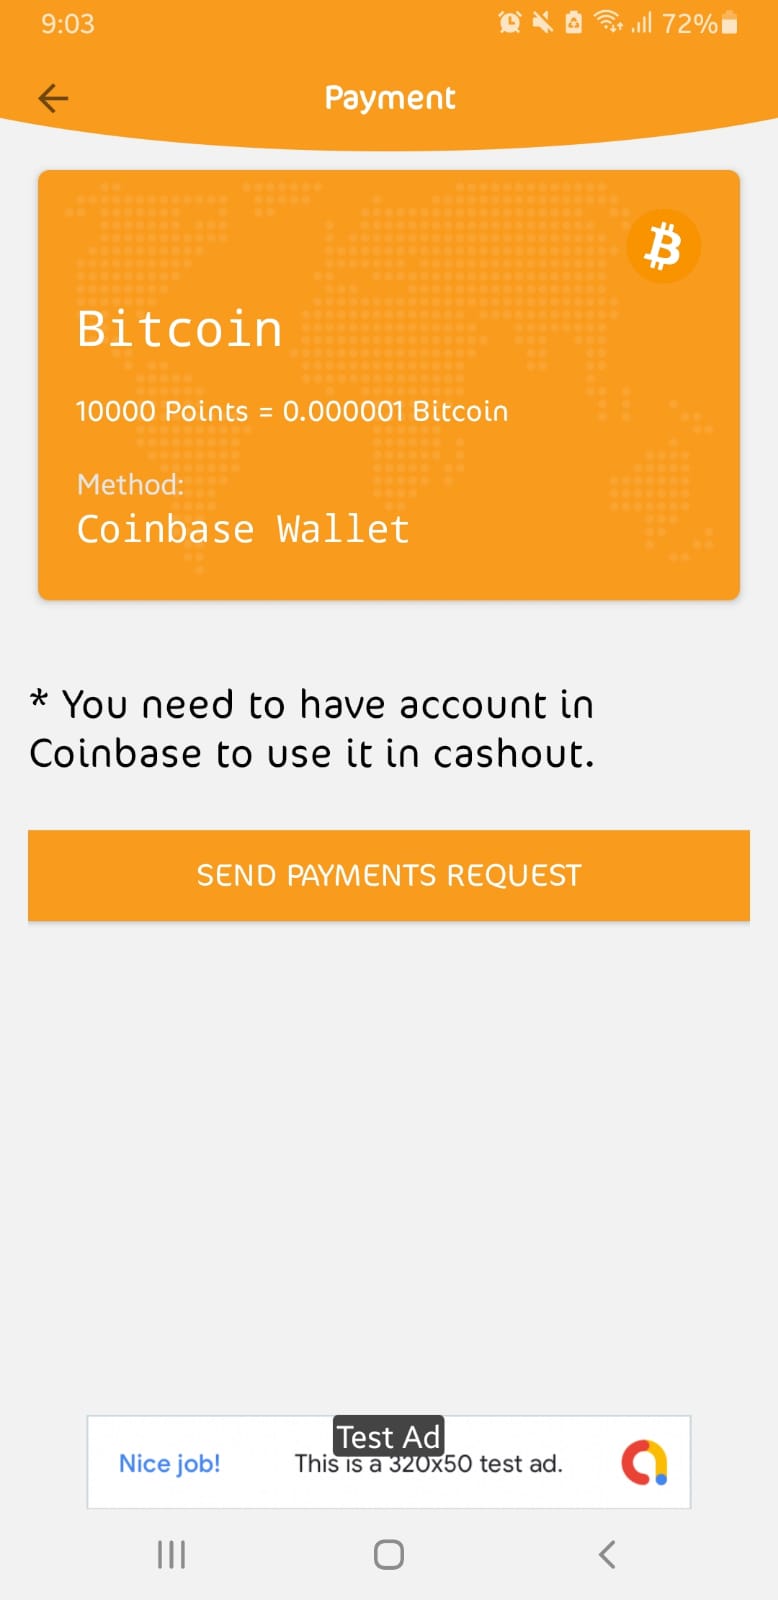 9:03
72%
Payment
Bitcoin
10000 Points = 0.000001 Bitcoin
Method:
Coinbase Wallet
* You need to have account in
Coinbase to use it in cashout.
SEND PAYMENTS REQUEST
Test Ad
Nice job!
This is a 320x50 test ad.